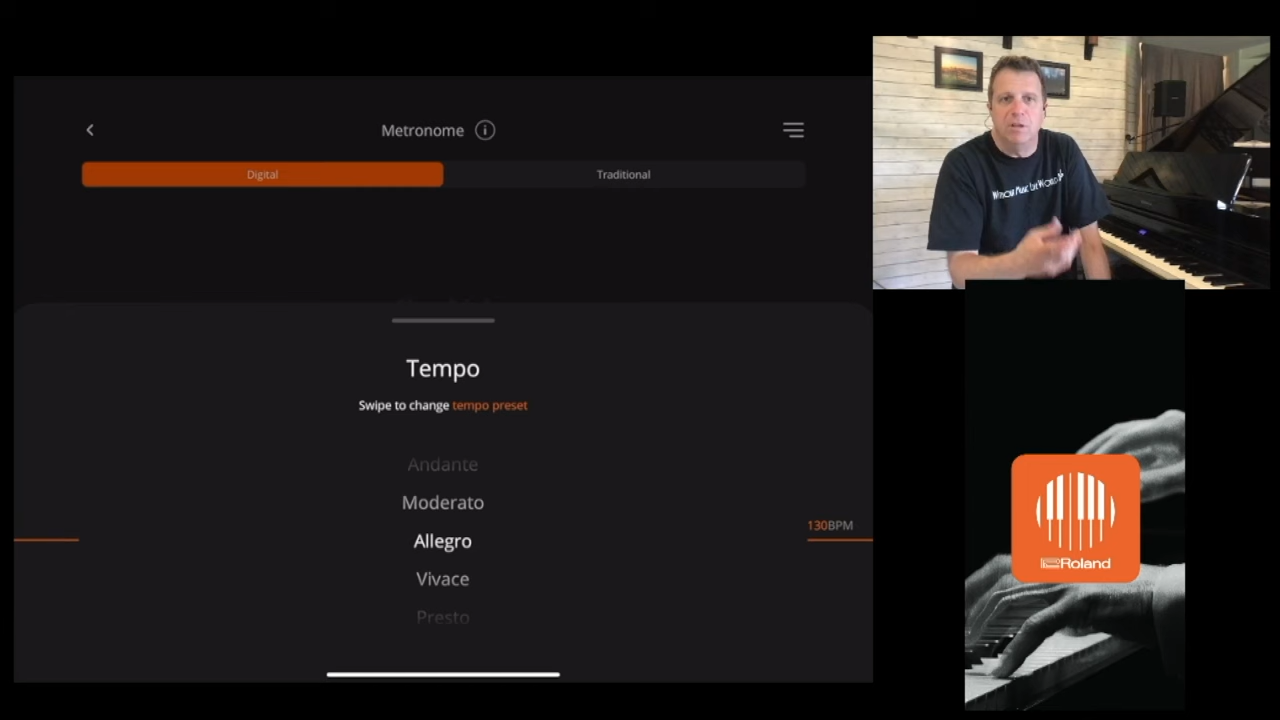 Metronome
Digital
Traditional
Tempo
Swipe to change tempo preset
Andante
Moderato
Allegro
130BPM
Vivace
Presto
Roland